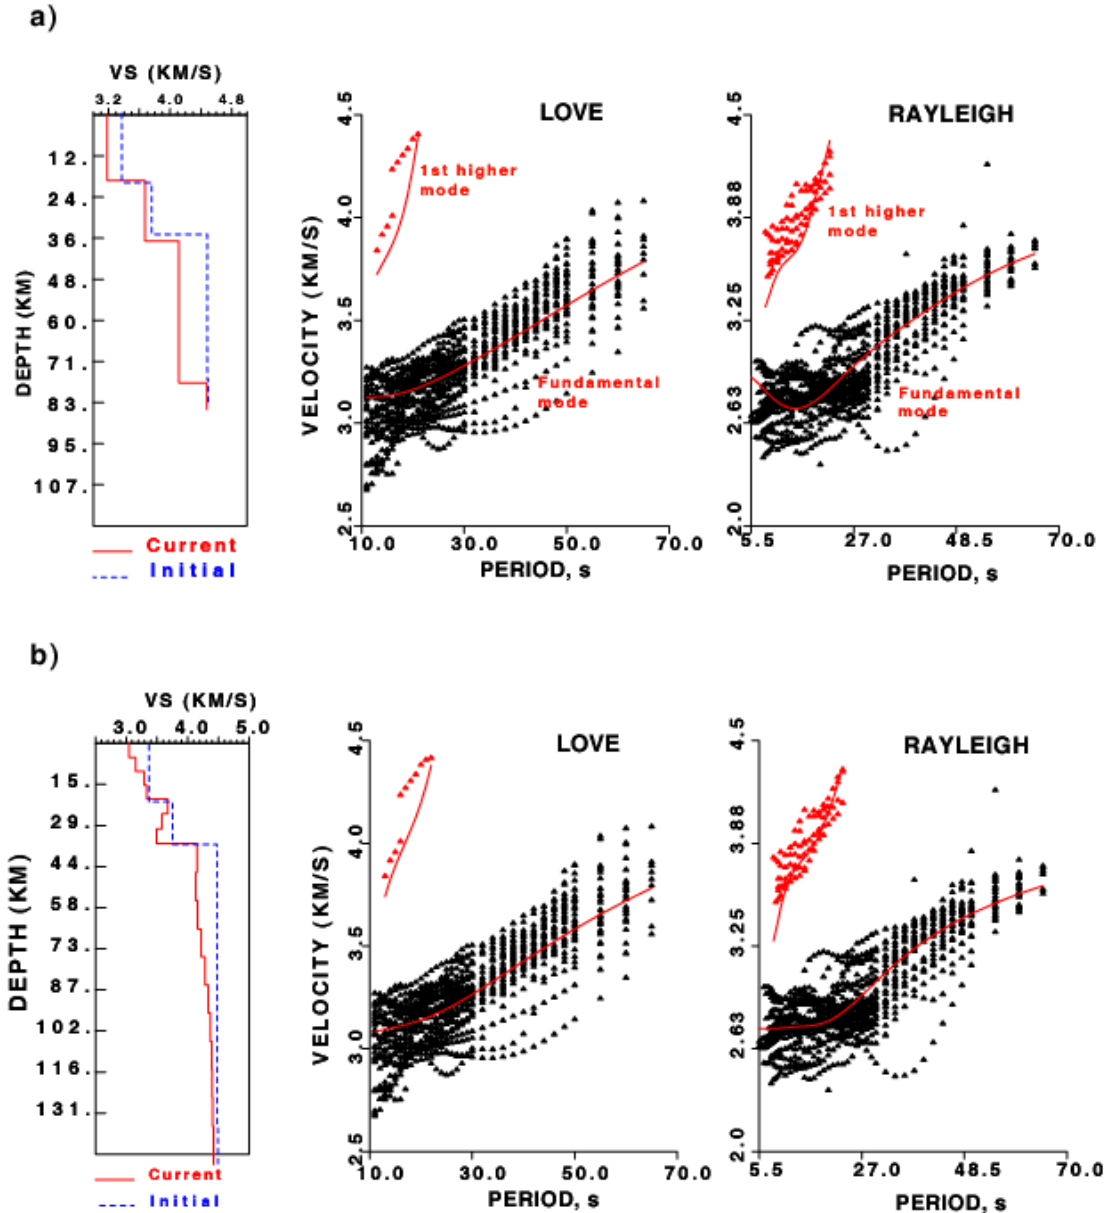 a)
VS (KM/S)
3.2 4.0 4.8
DEPTH (KM)
12.
24.
36.
48.
60.
71.
83.
95.
107.
Current
Initial
LOVE
VELOCITY (KM/S)
4.5
4.0
3.5
3.0
2.5
1st higher
mode
Fundamental
mode
10.0 30.0 50.0 70.0
PERIOD, s
RAYLEIGH
4.5
3.88
3.25
2.63
2.0
1st higher
mode
Fundamental
mode
5.5 27.0 48.5 70.0
PERIOD, s
b)
VS (KM/S)
3.0 4.0 5.0
DEPTH (KM)
15.
29.
44.
58.
73.
87.
102.
116.
131.
Current
Initial
LOVE
VELOCITY (KM/S)
4.5
4.0
3.5
3.0
2.5
10.0 30.0 50.0 70.0
PERIOD, s
RAYLEIGH
4.5
3.88
3.25
2.63
2.0
5.5 27.0 48.5 70.0
PERIOD, s